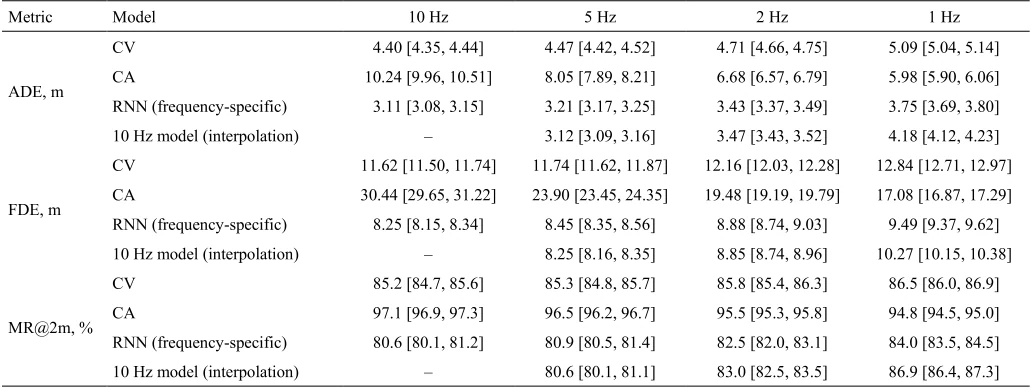 Metric Model 10 Hz 5 Hz 2 Hz 1 Hz
CV 4.40 [4.35, 4.44] 4.47 [4.42, 4.52] 4.71 [4.66, 4.75] 5.09 [5.04, 5.14]
CA 10.24 [9.96, 10.51] 8.05 [7.89, 8.21] 6.68 [6.57, 6.79] 5.98 [5.90, 6.06]
ADE, m
RNN (frequency-specific) 3.11 [3.08, 3.15] 3.21 [3.17, 3.25] 3.43 [3.37, 3.49] 3.75 [3.69, 3.80]
10 Hz model (interpolation) – 3.12 [3.09, 3.16] 3.47 [3.43, 3.52] 4.18 [4.12, 4.23]
CV 11.62 [11.50, 11.74] 11.74 [11.62, 11.87] 12.16 [12.03, 12.28] 12.84 [12.71, 12.97]
CA 30.44 [29.65, 31.22] 23.90 [23.45, 24.35] 19.48 [19.19, 19.79] 17.08 [16.87, 17.29]
FDE, m
RNN (frequency-specific) 8.25 [8.15, 8.34] 8.45 [8.35, 8.56] 8.88 [8.74, 9.03] 9.49 [9.37, 9.62]
10 Hz model (interpolation) – 8.25 [8.16, 8.35] 8.85 [8.74, 8.96] 10.27 [10.15, 10.38]
CV 85.2 [84.7, 85.6] 85.3 [84.8, 85.7] 85.8 [85.4, 86.3] 86.5 [86.0, 86.9]
CA 97.1 [96.9, 97.3] 96.5 [96.2, 96.7] 95.5 [95.3, 95.8] 94.8 [94.5, 95.0]
MR@2m, %
RNN (frequency-specific) 80.6 [80.1, 81.2] 80.9 [80.5, 81.4] 82.5 [82.0, 83.1] 84.0 [83.5, 84.5]
10 Hz model (interpolation) – 80.6 [80.1, 81.1] 83.0 [82.5, 83.5] 86.9 [86.4, 87.3]